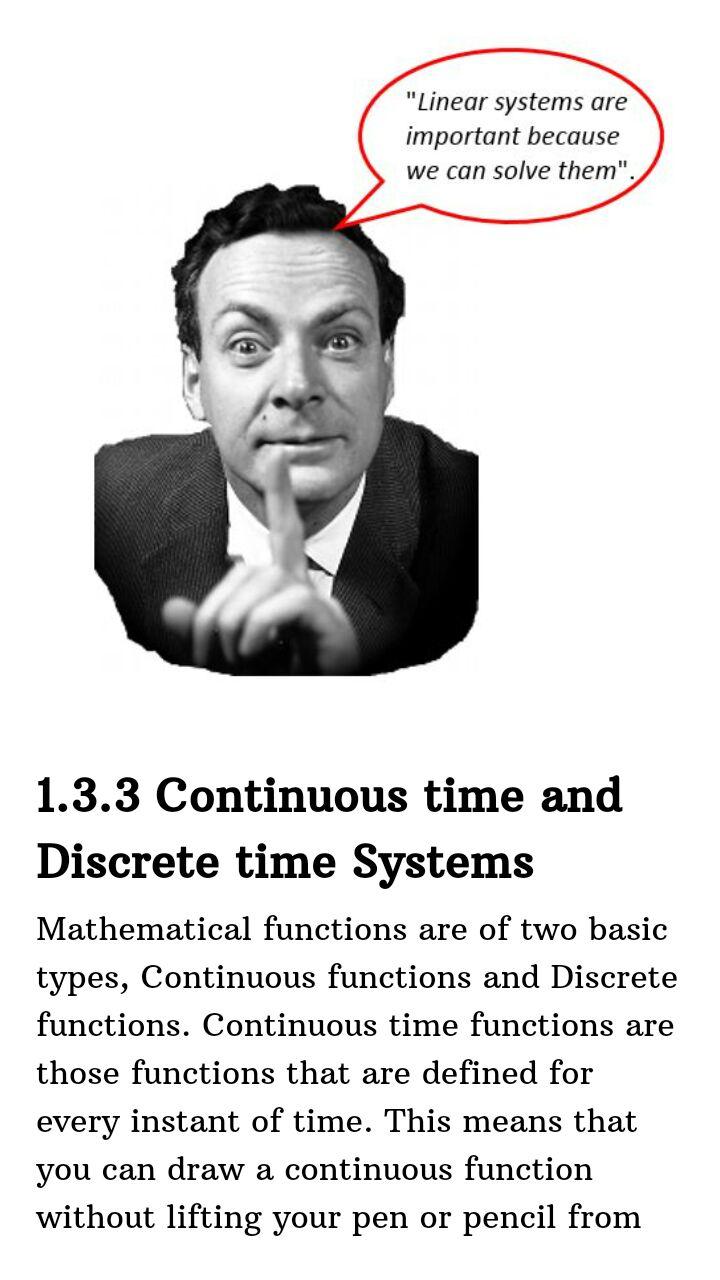 "Linear systems are
important because
we can solve them".
1.3.3 Continuous time and
Discrete time Systems
Mathematical functions are of two basic
types, Continuous functions and Discrete
functions. Continuous time functions are
those functions that are defined for
every instant of time. This means that
you can draw a continuous function
without lifting your pen or pencil from